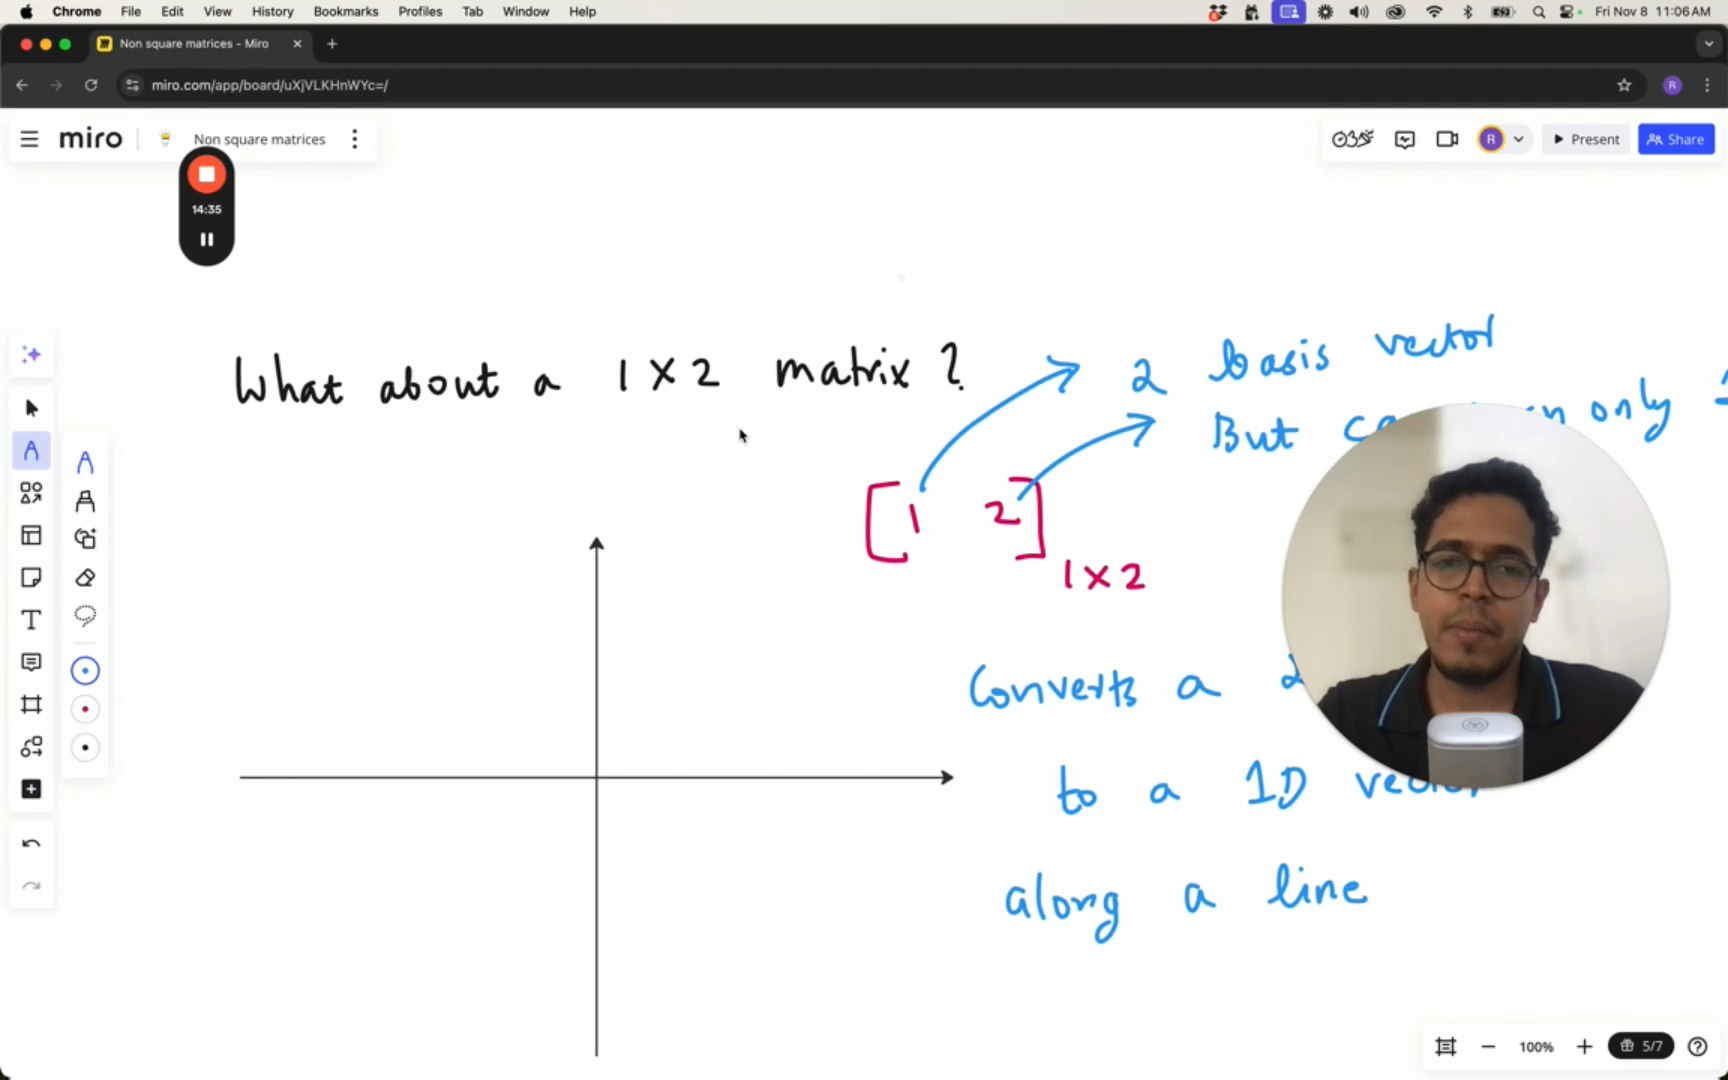 Chrome File Edit View History Bookmarks Profiles Tab Window Help
Fri Nov 8 11:06 AM
Non square matrices - Miro
miro.com/app/board/uXjVLKHnWYc=/
R
miro Non square matrices
R Present Share
14:35
What about a 1 X 2 matrix ?
2 basis vector
But only
[1 2] 1 X 2
Converts a
to a 1D vector
along a line
T
100% 5/7